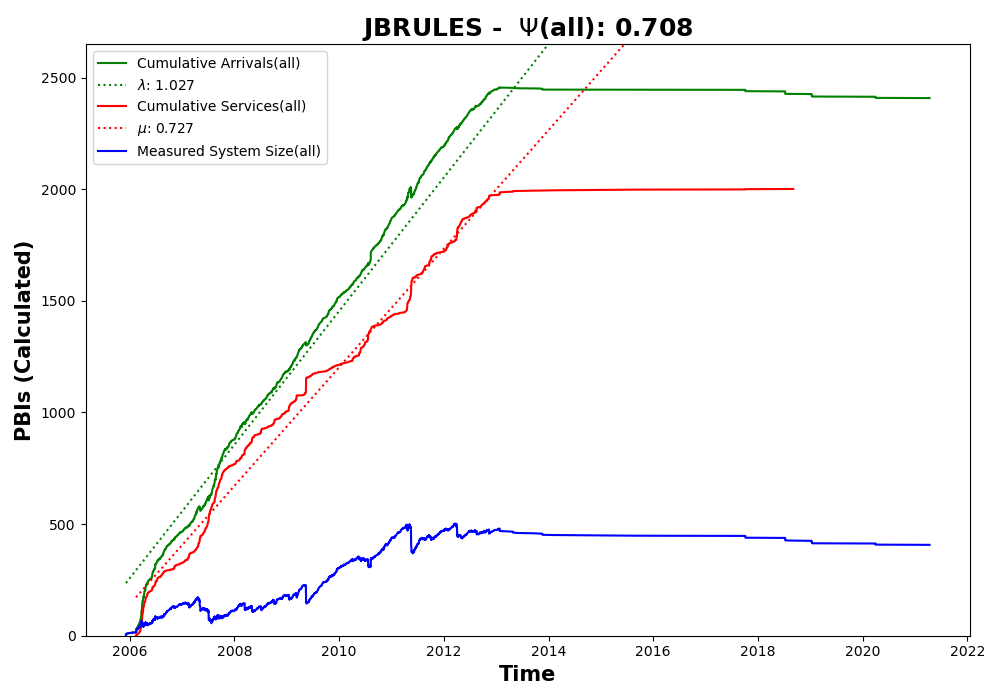 JBRULES - Ψ(all): 0.708
Cumulative Arrivals(all)
λ: 1.027
Cumulative Services(all)
μ: 0.727
Measured System Size(all)
PBIs (Calculated)
2500
2000
1500
1000
500
0
2006 2008 2010 2012 2014 2016 2018 2020 2022
Time